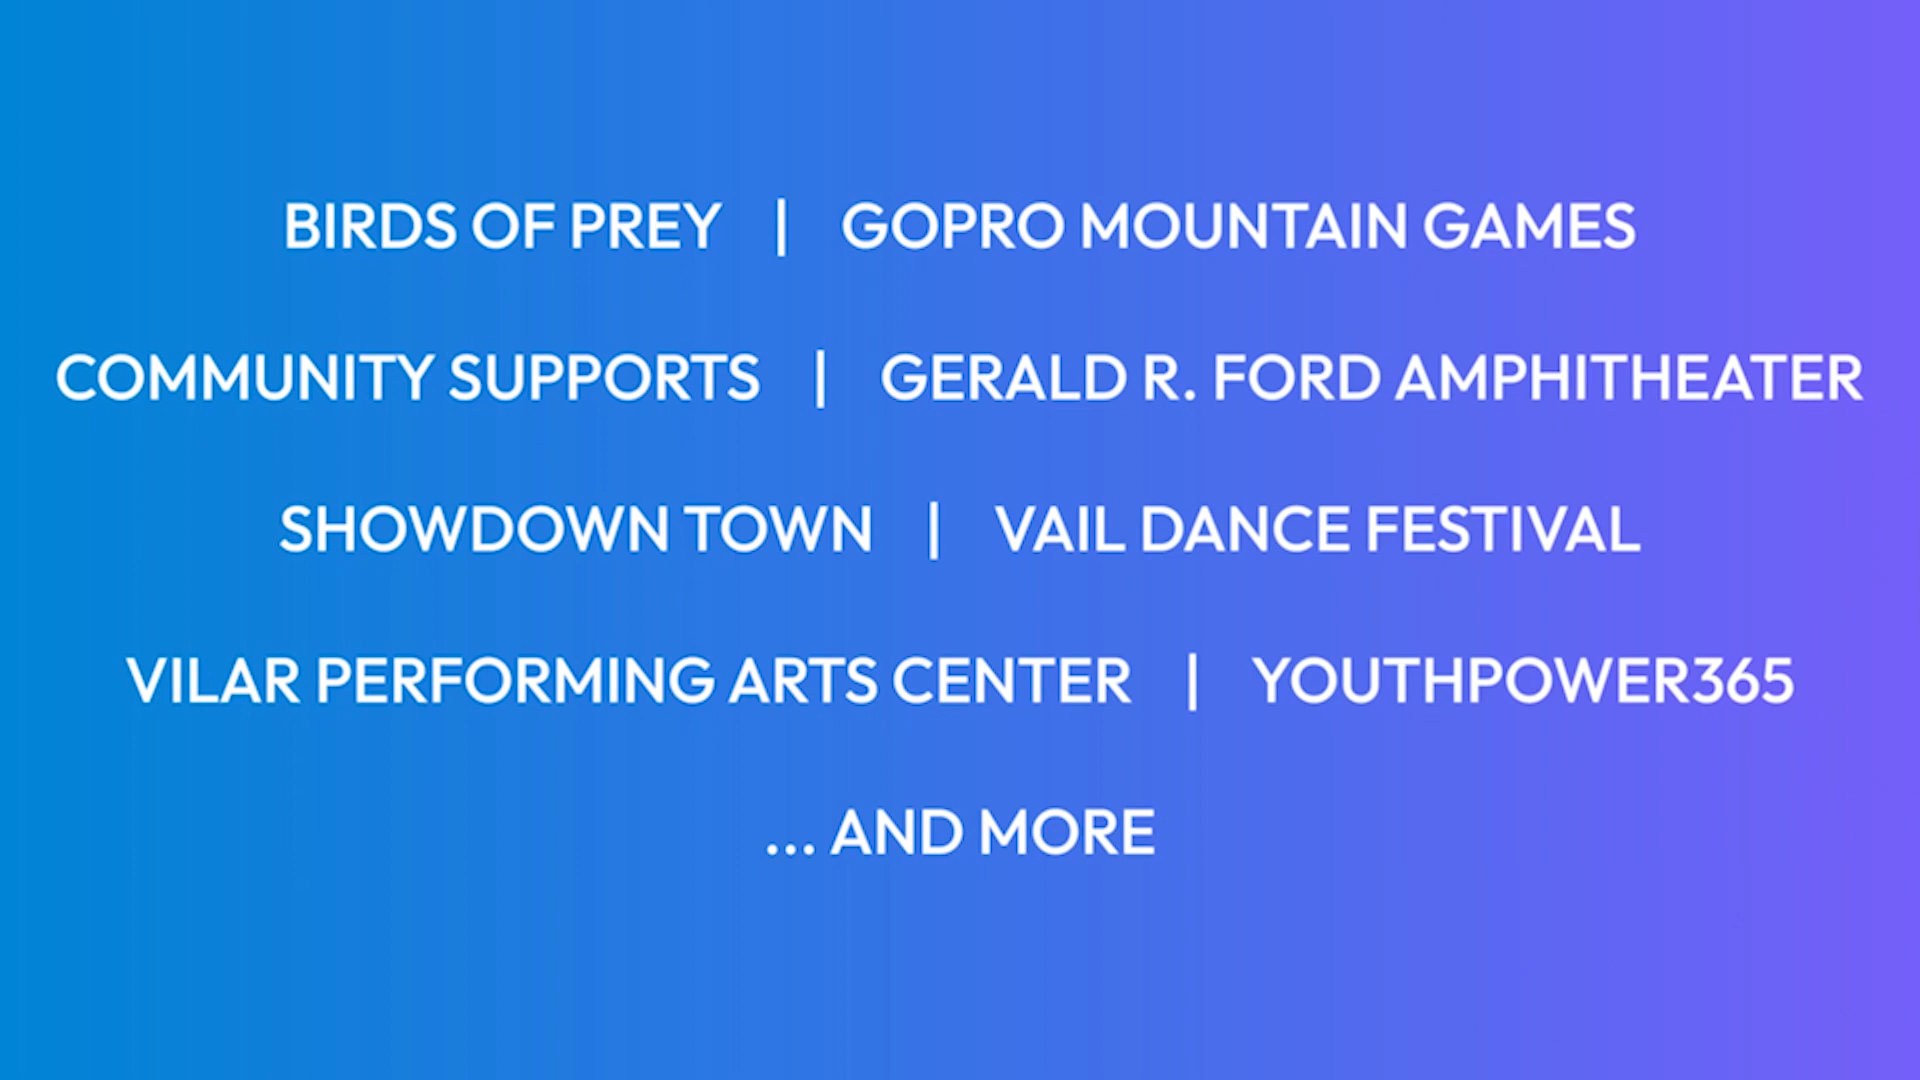 BIRDS OF PREY | GOPRO MOUNTAIN GAMES
COMMUNITY SUPPORTS | GERALD R. FORD AMPHITHEATER
SHOWDOWN TOWN | VAIL DANCE FESTIVAL
VILAR PERFORMING ARTS CENTER | YOUTHPOWER365
... AND MORE